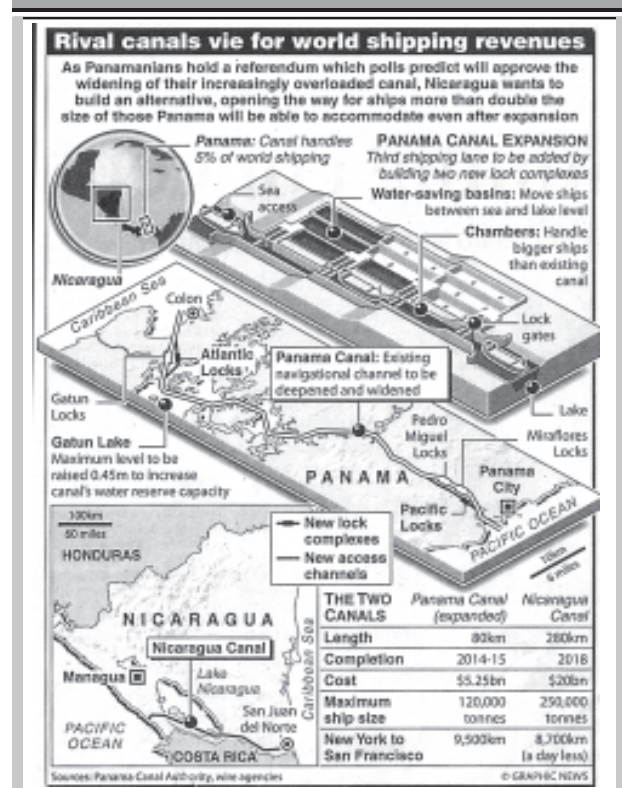 Rival canals vie for world shipping revenues
As Panamanians hold a referendum which polls predict will approve the
widening of their increasingly overloaded canal, Nicaragua wants to
build an alternative, opening the way for ships more than double the
size of those Panama will be able to accommodate even after expansion
Panama: Canal handles
5% of world shipping
PANAMA CANAL EXPANSION
Third shipping lane to be added by
building two new lock complexes
Sea
access
Water-saving basins: Move ships
between sea and lake level
Chambers: Handle
bigger ships
than existing
canal
Nicaragua
Lock
gates
Lake
Caribbean Sea
Colon
Atlantic
Locks
Panama Canal: Existing
navigational channel to be
deepened and widened
Gatun
Locks
Gatun Lake
Maximum level to be
raised 0.45m to increase
canal's water reserve capacity
Pedro
Miguel
Locks
Miraflores
Locks
PANAMA
Panama
City
Pacific
Locks
PACIFIC OCEAN
10km
6 miles
New lock
complexes
New access
channels
100km
60 miles
HONDURAS
NICARAGUA
Nicaragua Canal
Managua
Lake
Nicaragua
San Juan
del Norte
Caribbean Sea
PACIFIC
OCEAN
COSTA RICA
THE TWO CANALS Panama Canal (expanded) Nicaragua Canal
Length 80km 280km
Completion 2014-15 2018
Cost $5.25bn $20bn
Maximum ship size 120,000 tonnes 250,000 tonnes
New York to San Francisco 9,500km 8,700km (a day less)
Sources: Panama Canal Authority, wire agencies
© GRAPHIC NEWS